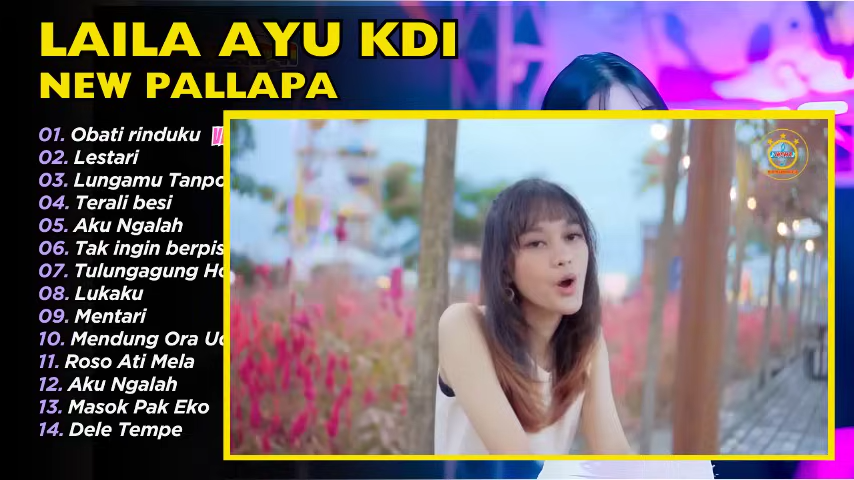 LAILA AYU KDI
NEW PALLAPA
01. Obati rinduku
02. Lestari
03. Lungamu Tanpo
04. Terali besi
05. Aku Ngalah
06. Tak ingin berpis
07. Tulungagung
08. Lukaku
09. Mentari
10. Mendung Ora
11. Roso Ati Mela
12. Aku Ngalah
13. Masok Pak Eko
14. Dele Tempe